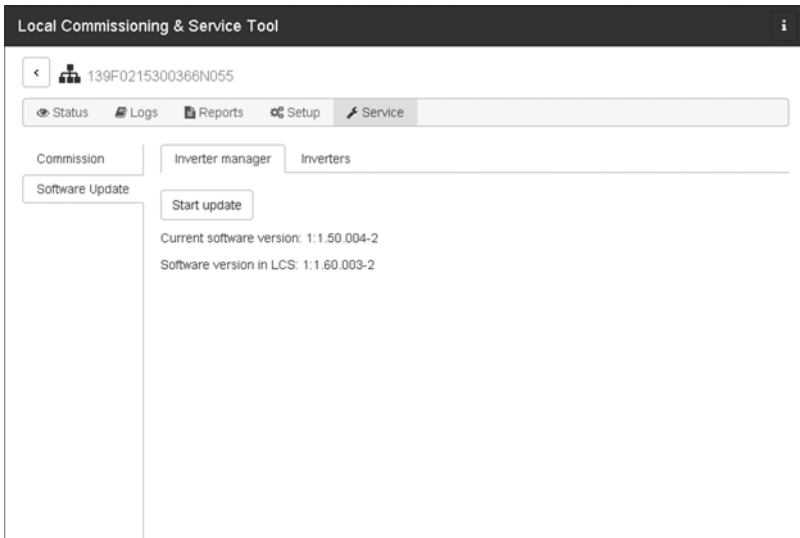 Local Commissioning & Service Tool
i
139F0215300366N055
Status Logs Reports Setup Service
Commission
Software Update
Inverter manager Inverters
Start update
Current software version: 1:1.50.004-2
Software version in LCS: 1:1.60.003-2